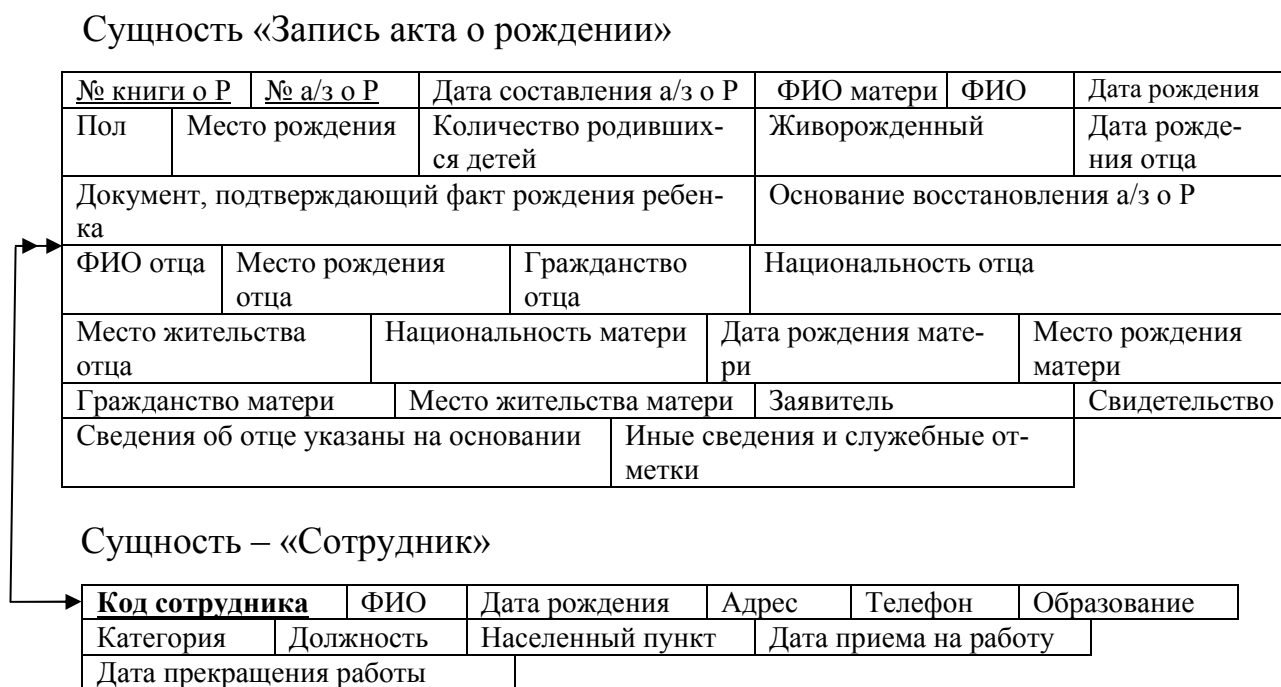 Сущность «Запись акта о рождении»
№ книги о Р № а/з о Р Дата составления а/з о Р ФИО матери ФИО Дата рождения
Пол Место рождения Количество родивших-
ся детей Живорожденный Дата рожде-
ния отца
Документ, подтверждающий факт рождения ребен-
ка Основание восстановления а/з о Р
ФИО отца Место рождения
отца Гражданство
отца Национальность отца
Место жительства
отца Национальность матери Дата рождения мате-
ри Место рождения
матери
Гражданство матери Место жительства матери Заявитель Свидетельство
Сведения об отце указаны на основании Иные сведения и служебные от-
метки
Сущность – «Сотрудник»
Код сотрудника ФИО Дата рождения Адрес Телефон Образование
Категория Должность Населенный пункт Дата приема на работу
Дата прекращения работы